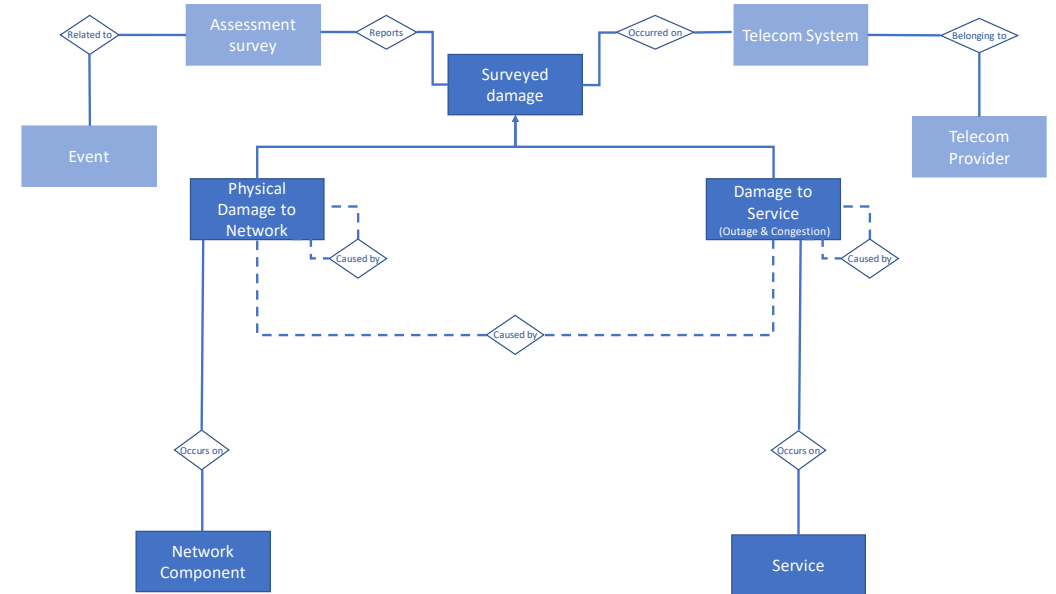 Related to
Assessment
survey
Reports
Occurred on
Telecom System
Belonging to
Surveyed
damage
Event
Telecom
Provider
Physical
Damage to
Network
Damage to
Service
(Outage & Congestion)
Caused by
Caused by
Caused by
Occurs on
Occurs on
Network
Component
Service